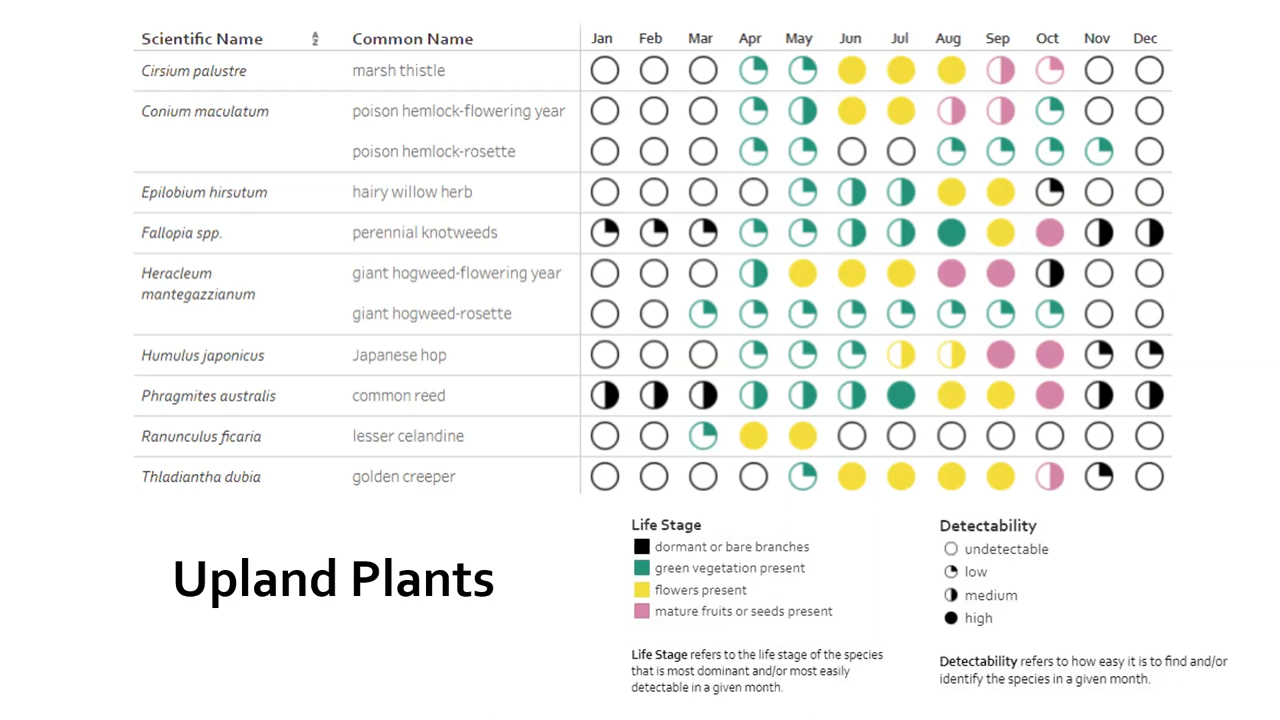 Scientific Name A Z Common Name Jan Feb Mar Apr May Jun Jul Aug Sep Oct Nov Dec
Cirsium palustre marsh thistle
Conium maculatum poison hemlock-flowering year
poison hemlock-rosette
Epilobium hirsutum hairy willow herb
Fallopia spp. perennial knotweeds
Heracleum giant hogweed-flowering year
mantegazzianum
giant hogweed-rosette
Humulus japonicus Japanese hop
Phragmites australis common reed
Ranunculus ficaria lesser celandine
Thladiantha dubia golden creeper
Upland Plants
Life Stage
dormant or bare branches
green vegetation present
flowers present
mature fruits or seeds present
Life Stage refers to the life stage of the species
that is most dominant and/or most easily
detectable in a given month.
Detectability
undetectable
low
medium
high
Detectability refers to how easy it is to find and/or
identify the species in a given month.